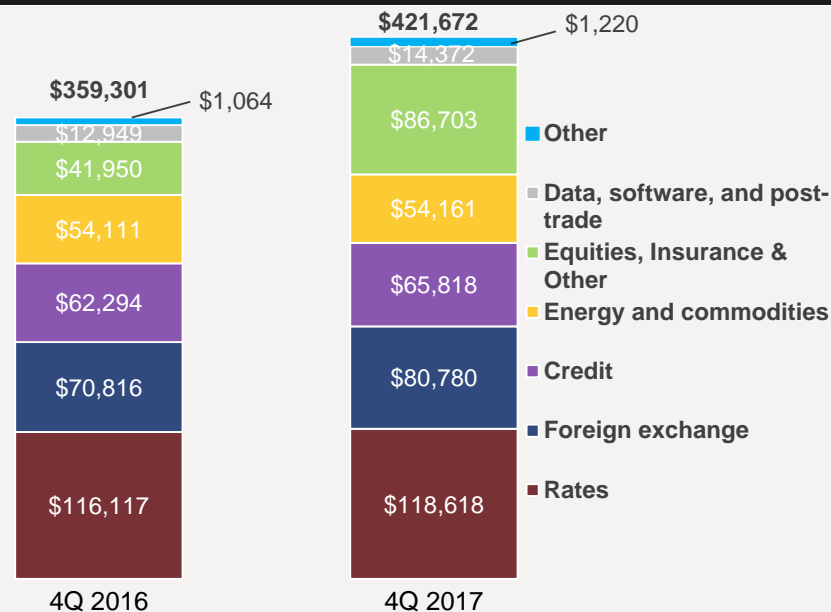 $421,672
$1,220
$14,372
$359,301
$1,064
$86,703
$12,949
Other
$41,950
Data, software, and post-
trade
$54,111
$54,161
Equities, Insurance &
Other
Energy and commodities
$62,294
$65,818
Credit
$70,816
$80,780
Foreign exchange
$116,117
$118,618
Rates
4Q 2016
4Q 2017